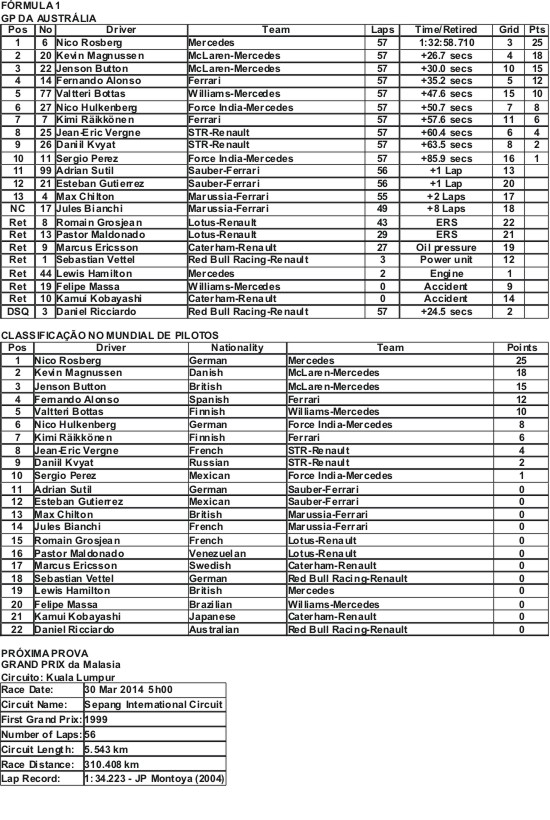 FÓRMULA 1
GP DA AUSTRÁLIA
Pos No Driver Team Laps Time/Retired Grid Pts
1 6 Nico Rosberg Mercedes 57 1:32:58.710 3 25
2 20 Kevin Magnussen McLaren-Mercedes 57 +26.7 secs 4 18
3 22 Jenson Button McLaren-Mercedes 57 +30.0 secs 10 15
4 14 Fernando Alonso Ferrari 57 +35.2 secs 5 12
5 77 Valtteri Bottas Williams-Mercedes 57 +47.6 secs 15 10
6 27 Nico Hulkenberg Force India-Mercedes 57 +50.7 secs 7 8
7 7 Kimi Räikkönen Ferrari 57 +57.6 secs 11 6
8 25 Jean-Eric Vergne STR-Renault 57 +60.4 secs 6 4
9 26 Daniil Kvyat STR-Renault 57 +63.5 secs 8 2
10 11 Sergio Perez Force India-Mercedes 57 +85.9 secs 16 1
11 99 Adrian Sutil Sauber-Ferrari 56 +1 Lap 13
12 21 Esteban Gutierrez Sauber-Ferrari 56 +1 Lap 20
13 4 Max Chilton Marussia-Ferrari 55 +2 Laps 17
NC 17 Jules Bianchi Marussia-Ferrari 49 +8 Laps 18
Ret 8 Romain Grosjean Lotus-Renault 43 ERS 22
Ret 13 Pastor Maldonado Lotus-Renault 29 ERS 21
Ret 9 Marcus Ericsson Caterham-Renault 27 Oil pressure 19
Ret 1 Sebastian Vettel Red Bull Racing-Renault 3 Power unit 12
Ret 44 Lewis Hamilton Mercedes 2 Engine 1
Ret 19 Felipe Massa Williams-Mercedes 0 Accident 9
Ret 10 Kamui Kobayashi Caterham-Renault 0 Accident 14
DSQ 3 Daniel Ricciardo Red Bull Racing-Renault 57 +24.5 secs 2
CLASSIFICAÇÃO NO MUNDIAL DE PILOTOS
Pos Driver Nationality Team Points
1 Nico Rosberg German Mercedes 25
2 Kevin Magnussen Danish McLaren-Mercedes 18
3 Jenson Button British McLaren-Mercedes 15
4 Fernando Alonso Spanish Ferrari 12
5 Valtteri Bottas Finnish Williams-Mercedes 10
6 Nico Hulkenberg German Force India-Mercedes 8
7 Kimi Räikkönen Finnish Ferrari 6
8 Jean-Eric Vergne French STR-Renault 4
9 Daniil Kvyat Russian STR-Renault 2
10 Sergio Perez Mexican Force India-Mercedes 1
11 Adrian Sutil German Sauber-Ferrari 0
12 Esteban Gutierrez Mexican Sauber-Ferrari 0
13 Max Chilton British Marussia-Ferrari 0
14 Jules Bianchi French Marussia-Ferrari 0
15 Romain Grosjean French Lotus-Renault 0
16 Pastor Maldonado Venezuelan Lotus-Renault 0
17 Marcus Ericsson Swedish Caterham-Renault 0
18 Sebastian Vettel German Red Bull Racing-Renault 0
19 Lewis Hamilton British Mercedes 0
20 Felipe Massa Brazilian Williams-Mercedes 0
21 Kamui Kobayashi Japanese Caterham-Renault 0
22 Daniel Ricciardo Australian Red Bull Racing-Renault 0
PRÓXIMA PROVA
GRAND PRIX da Malasia
Circuito: Kuala Lumpur
Race Date: 30 Mar 2014 5h00
Circuit Name: Sepang International Circuit
First Grand Prix: 1999
Number of Laps: 56
Circuit Length: 5.543 km
Race Distance: 310.408 km
Lap Record: 1:34.223 - JP Montoya (2004)